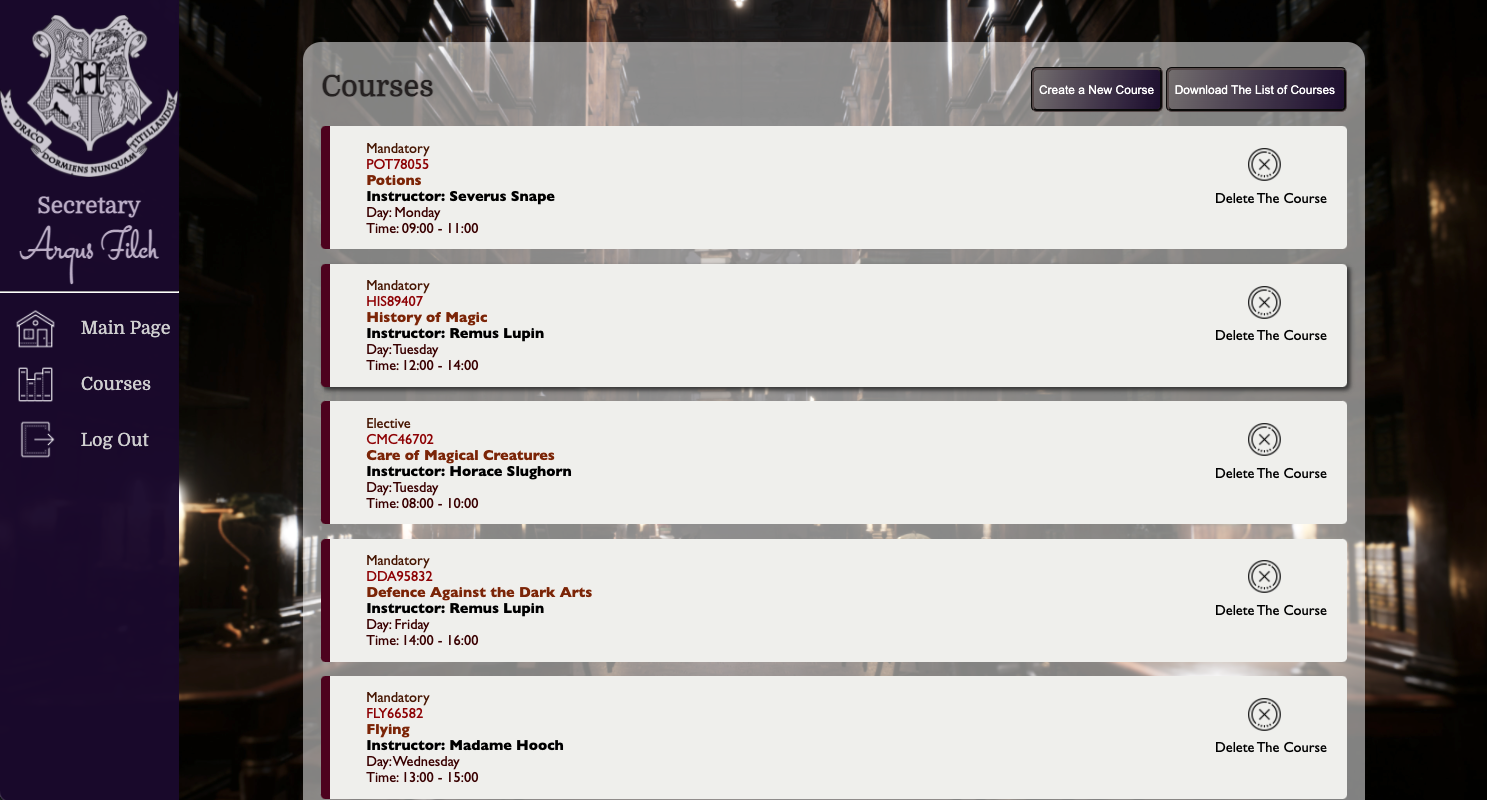 H
DRACO DORMIENS NUNQUAM TITILLANDUS
Secretary
Argus Filch
Main Page
Courses
Log Out
Courses
Create a New Course
Download The List of Courses
Mandatory
POT78055
Potions
Instructor: Severus Snape
Day: Monday
Time: 09:00 - 11:00
Delete The Course
Mandatory
HIS89407
History of Magic
Instructor: Remus Lupin
Day: Tuesday
Time: 12:00 - 14:00
Delete The Course
Elective
CMC46702
Care of Magical Creatures
Instructor: Horace Slughorn
Day: Tuesday
Time: 08:00 - 10:00
Delete The Course
Mandatory
DDA95832
Defence Against the Dark Arts
Instructor: Remus Lupin
Day: Friday
Time: 14:00 - 16:00
Delete The Course
Mandatory
FLY66582
Flying
Instructor: Madame Hooch
Day: Wednesday
Time: 13:00 - 15:00
Delete The Course